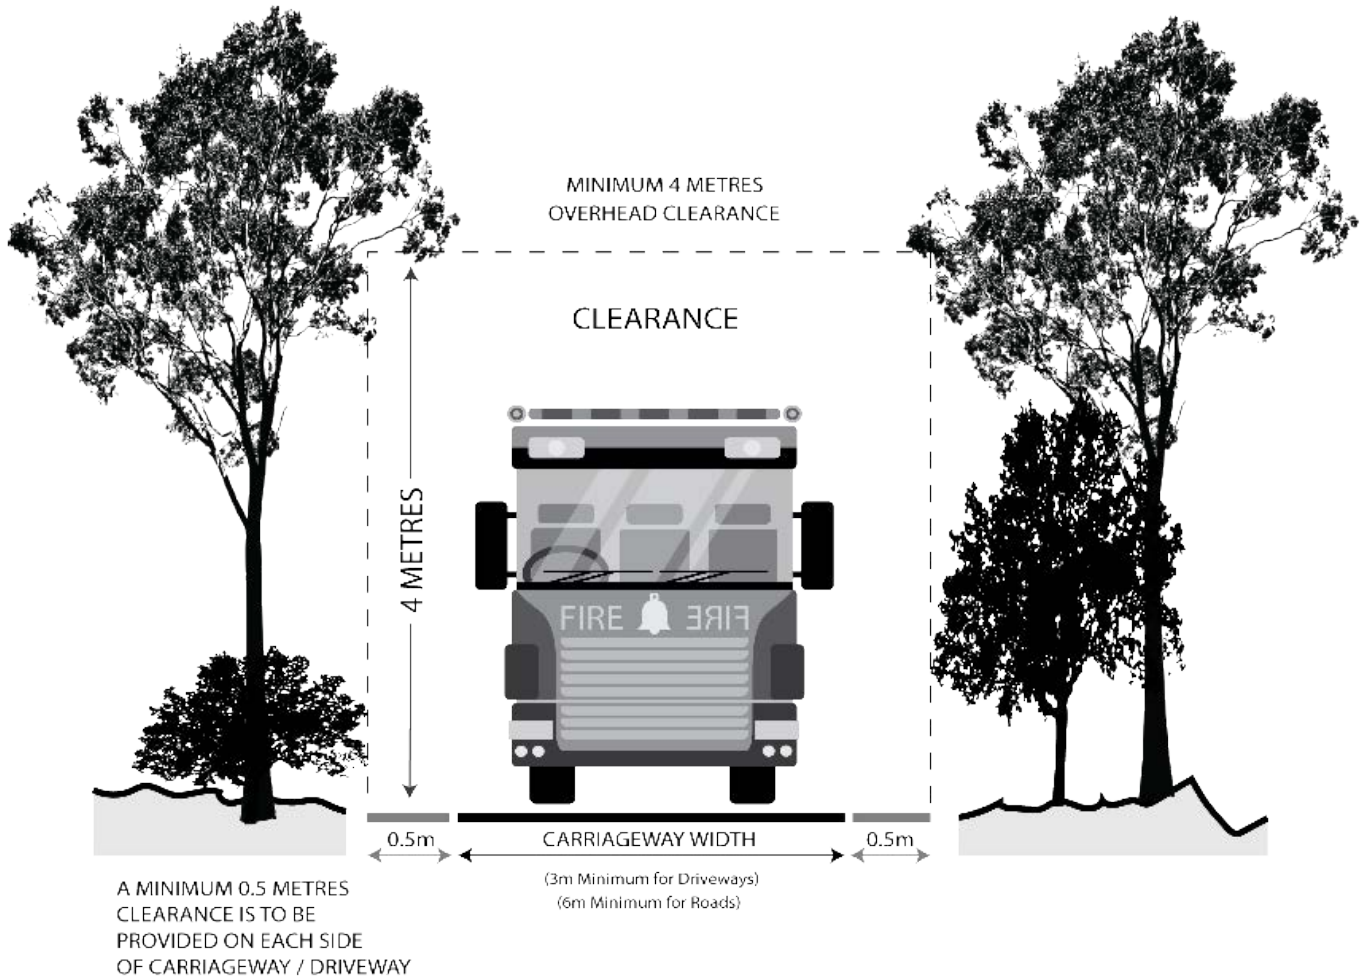 MINIMUM 4 METRES
OVERHEAD CLEARANCE
CLEARANCE
4 METRES
FIRE FIRE
0.5m
CARRIAGEWAY WIDTH
0.5m
(3m Minimum for Driveways)
(6m Minimum for Roads)
A MINIMUM 0.5 METRES
CLEARANCE IS TO BE
PROVIDED ON EACH SIDE
OF CARRIAGEWAY / DRIVEWAY